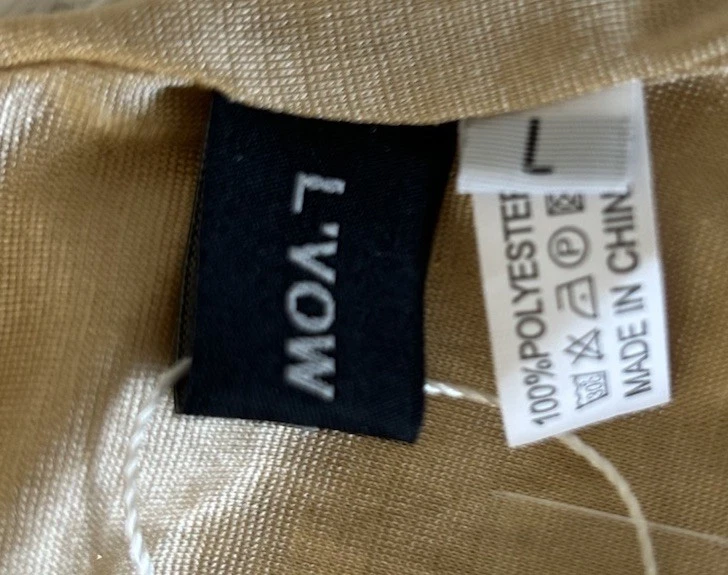 L'VOW
L
100%POLYESTER
MADE IN CHIN